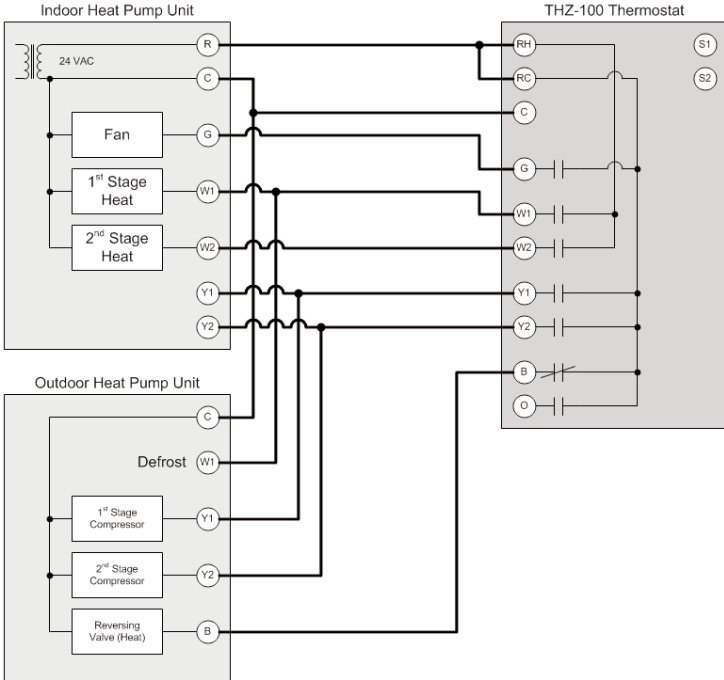 Indoor Heat Pump Unit
THZ-100 Thermostat
R
RH
S1
24 VAC
C
RC
S2
C
Fan
G
G
1st Stage
Heat
W1
W1
2nd Stage
Heat
W2
W2
Y1
Y1
Y2
Y2
B
O
Outdoor Heat Pump Unit
C
Defrost
W1
1st Stage
Compressor
Y1
2nd Stage
Compressor
Y2
Reversing
Valve (Heat)
B